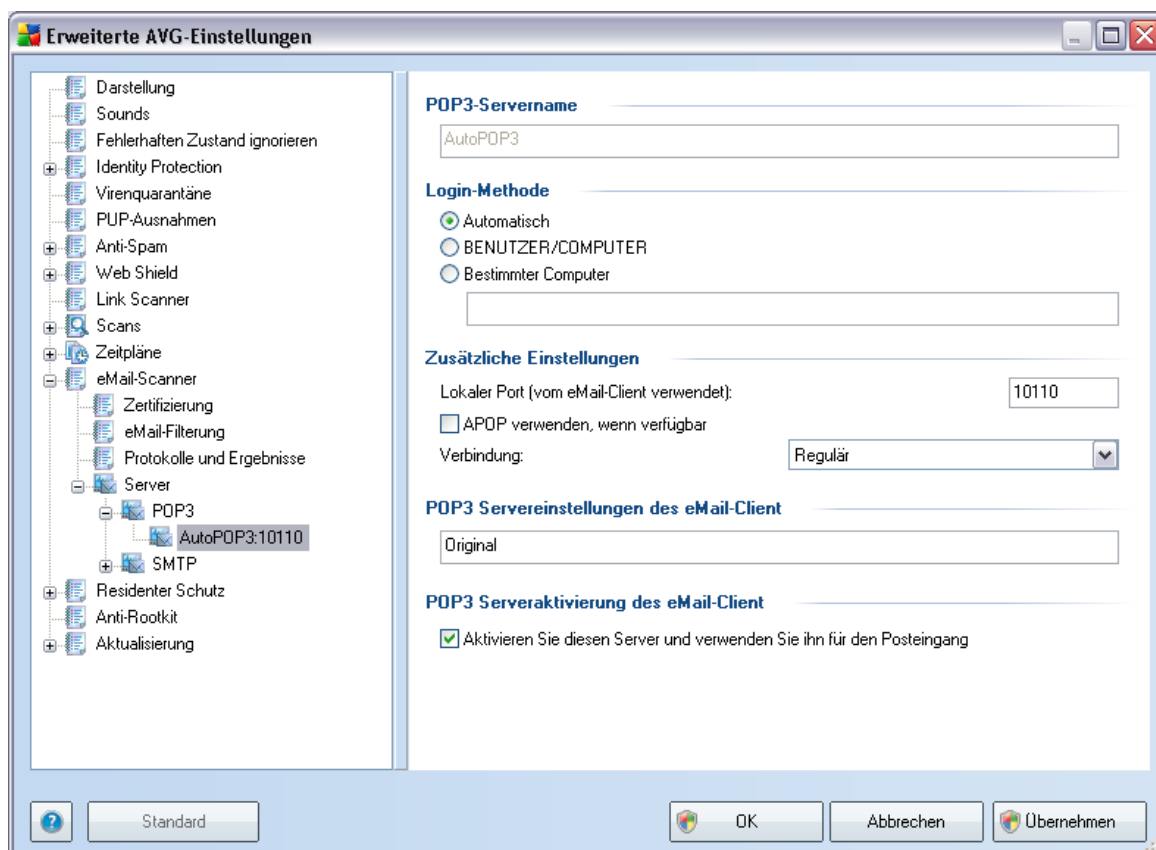 Erweiterte AVG-Einstellungen
Darstellung
Sounds
Fehlerhaften Zustand ignorieren
Identity Protection
Virenquarantäne
PUP-Ausnahmen
Anti-Spam
Web Shield
Link Scanner
Scans
Zeitpläne
eMail-Scanner
Zertifizierung
eMail-Filterung
Protokolle und Ergebnisse
Server
POP3
AutoPOP3:10110
SMTP
Residenter Schutz
Anti-Rootkit
Aktualisierung
POP3-Servername
AutoPOP3
Login-Methode
Automatisch
BENUTZER/COMPUTER
Bestimmter Computer
Zusätzliche Einstellungen
Lokaler Port (vom eMail-Client verwendet): 10110
APOP verwenden, wenn verfügbar
Verbindung: Regulär
POP3 Servereinstellungen des eMail-Client
Original
POP3 Serveraktivierung des eMail-Client
Aktivieren Sie diesen Server und verwenden Sie ihn für den Posteingang
? Standard OK Abbrechen Übernehmen